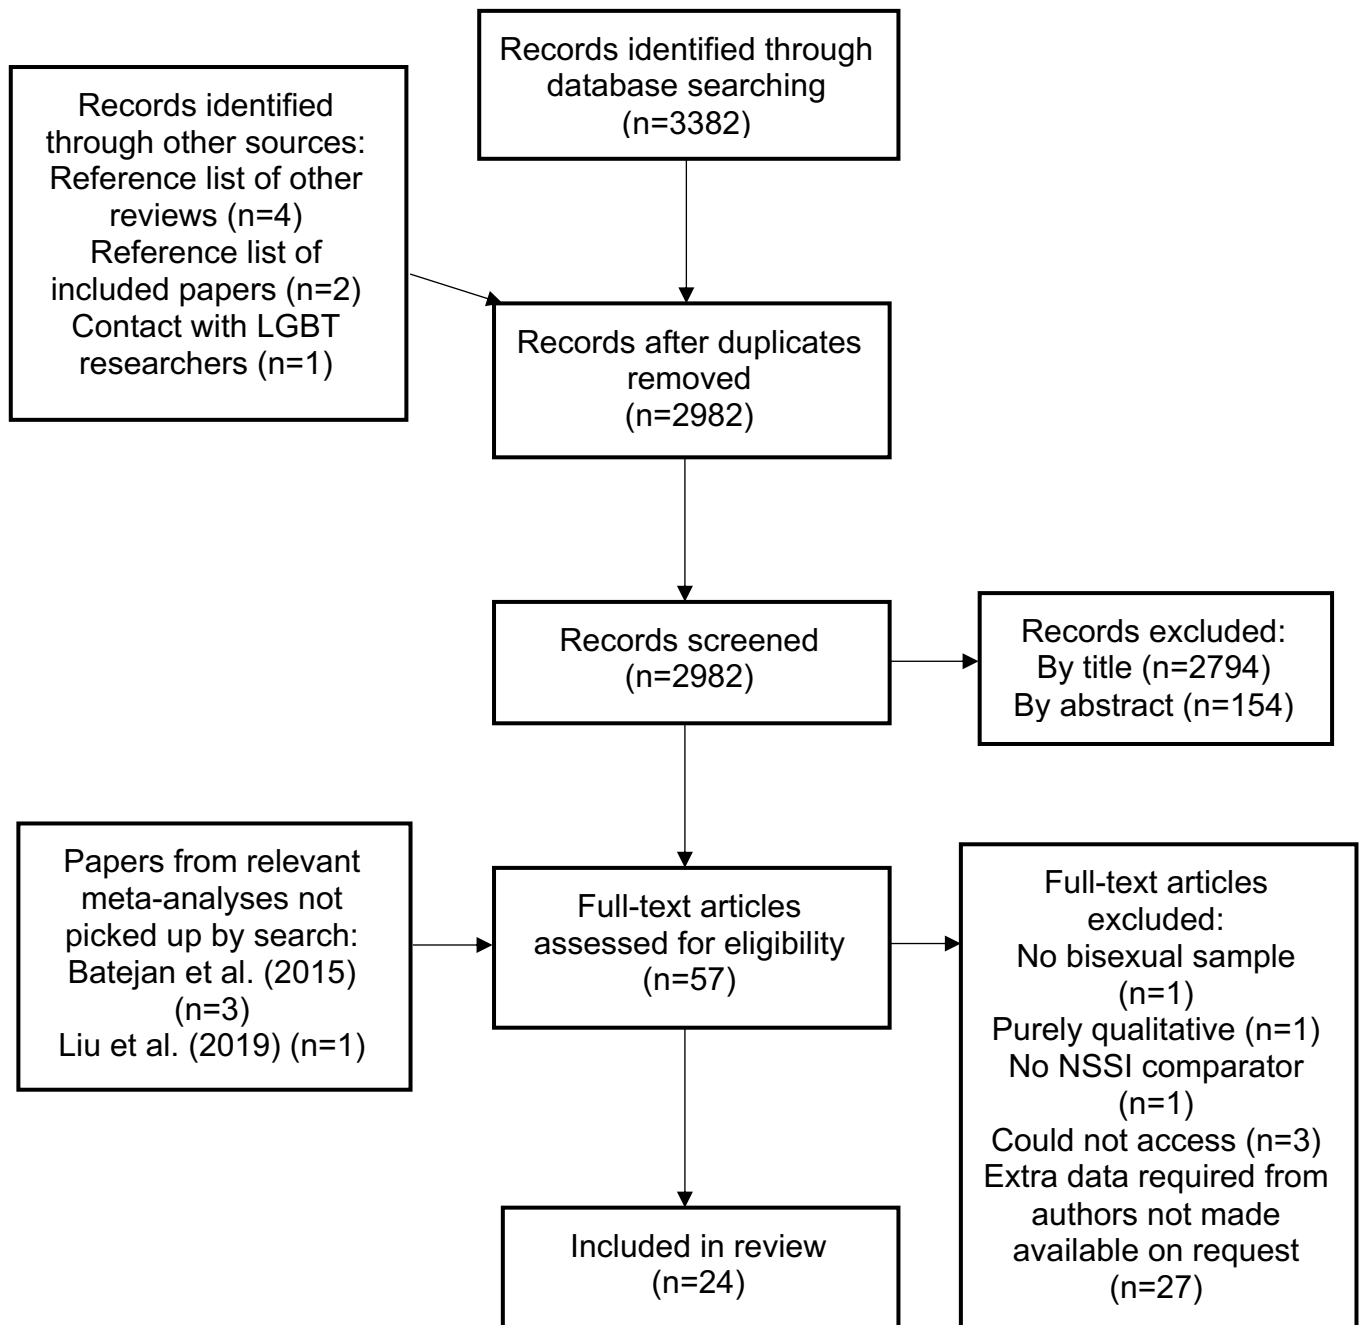 Records identified through
database searching
(n=3382)
Records identified
through other sources:
Reference list of other
reviews (n=4)
Reference list of
included papers (n=2)
Contact with LGBT
researchers (n=1)
Records after duplicates
removed
(n=2982)
Records screened
(n=2982)
Records excluded:
By title (n=2794)
By abstract (n=154)
Papers from relevant
meta-analyses not
picked up by search:
Batejan et al. (2015)
(n=3)
Liu et al. (2019) (n=1)
Full-text articles
assessed for eligibility
(n=57)
Full-text articles
excluded:
No bisexual sample
(n=1)
Purely qualitative (n=1)
No NSSI comparator
(n=1)
Could not access (n=3)
Extra data required from
authors not made
available on request
(n=27)
Included in review
(n=24)